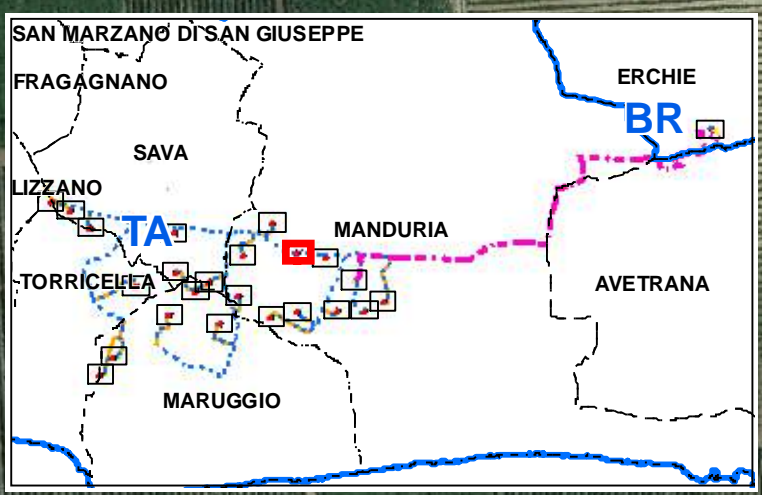 SAN MARZANO DI SAN GIUSEPPE
FRAGAGNANO
ERCHIE
BR
SAVA
LIZZANO
TA
MANDURIA
TORRICELLA
AVETRANA
MARUGGIO